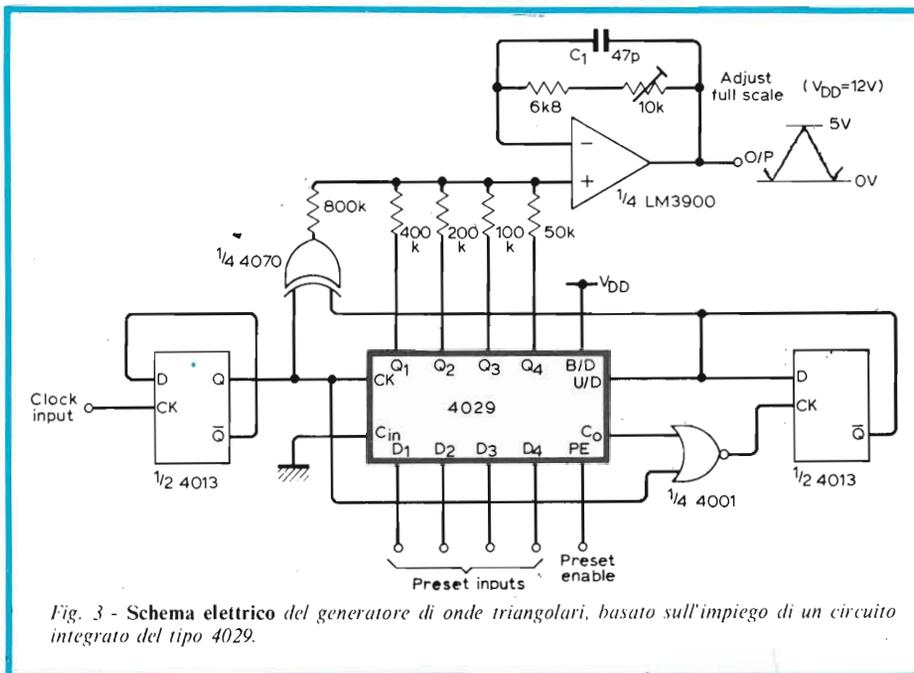 C1 47p
6k8
10k
Adjust
full scale
(VDD=12V)
5V
0V
O/P
−
+
1/4 LM3900
800k
400
k
200
k
100
k
50k
1/4 4070
VDD
D Q
CK
Q̅
Clock
input
1/2 4013
Q1 Q2 Q3 Q4 B/D
CK U/D
4029
Cin Co
D1 D2 D3 D4 PE
D
CK
Q̅
1/2 4013
1/4 4001
Preset inputs
Preset
enable
Fig. 3 - Schema elettrico del generatore di onde triangolari, basato sull'impiego di un circuito
integrato del tipo 4029.